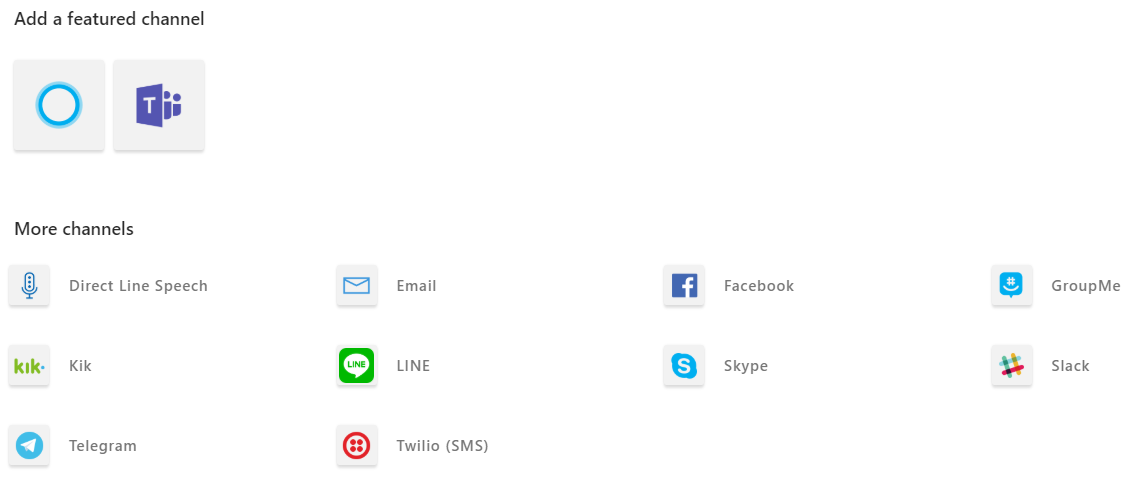 Add a featured channel
T
More channels
Direct Line Speech
Email
Facebook
GroupMe
kik.
Kik
LINE
LINE
Skype
Slack
Telegram
Twilio (SMS)